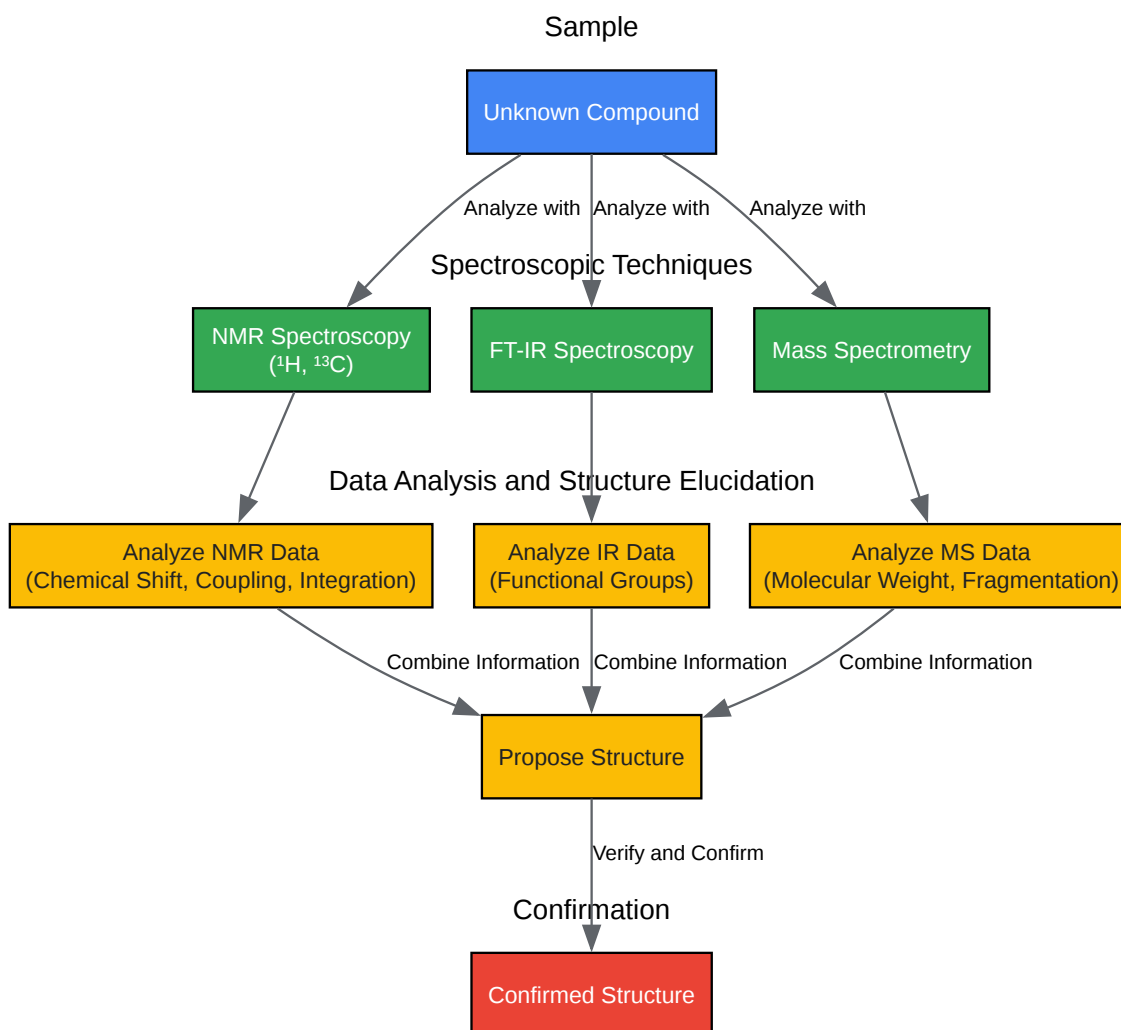 Sample
Unknown Compound
Analyze with
Analyze with
Analyze with
Spectroscopic Techniques
NMR Spectroscopy
(¹H, ¹³C)
FT-IR Spectroscopy
Mass Spectrometry
Data Analysis and Structure Elucidation
Analyze NMR Data
(Chemical Shift, Coupling, Integration)
Analyze IR Data
(Functional Groups)
Analyze MS Data
(Molecular Weight, Fragmentation)
Combine Information
Combine Information
Combine Information
Propose Structure
Verify and Confirm
Confirmation
Confirmed Structure